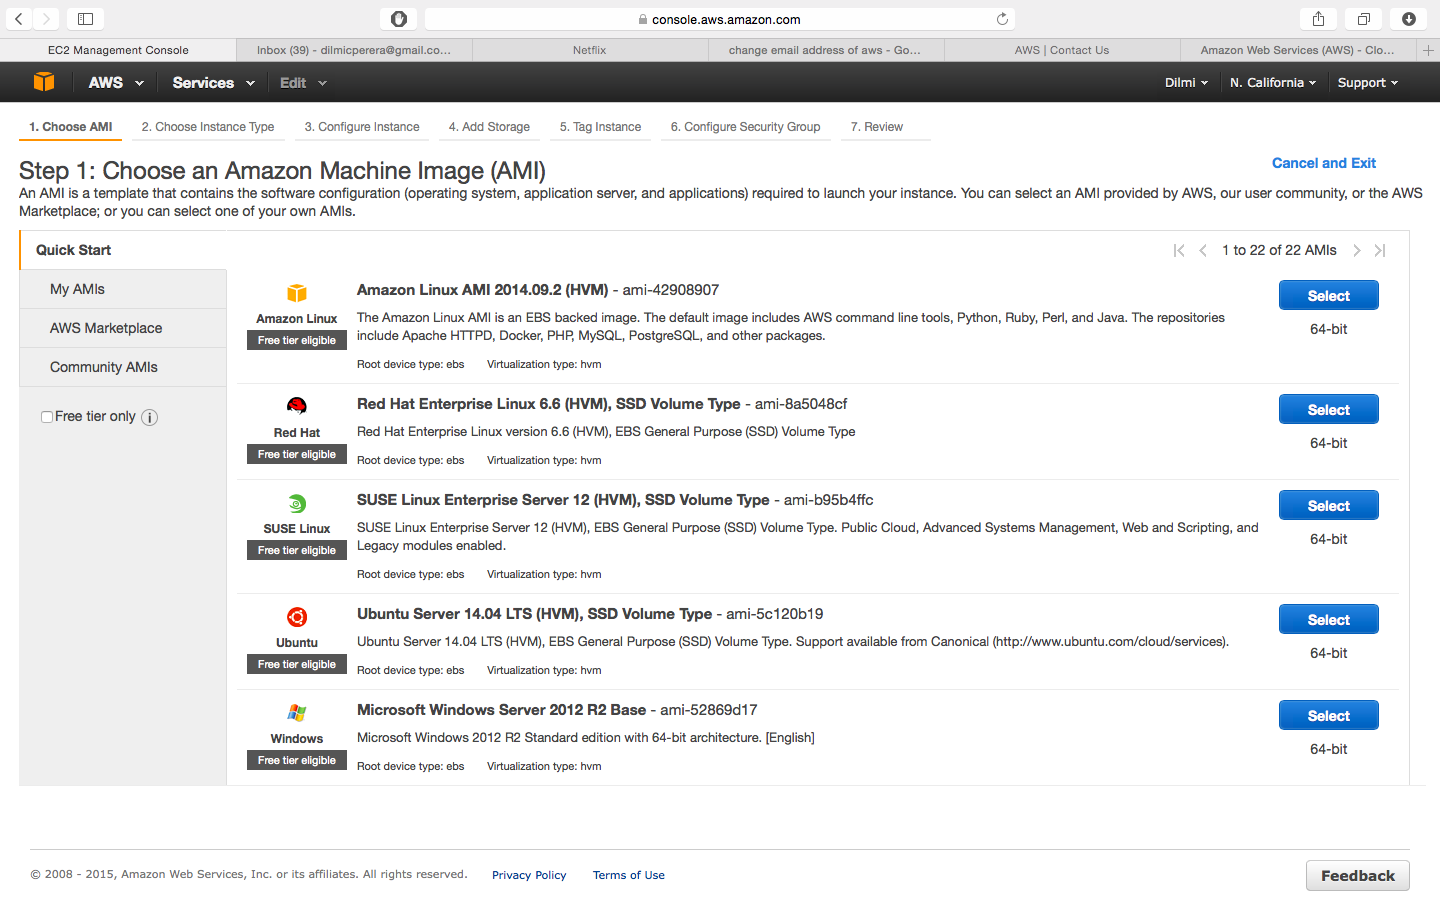 console.aws.amazon.com
EC2 Management Console
Inbox (39) - dilmicperera@gmail.co...
Netflix
change email address of aws - Go...
AWS | Contact Us
Amazon Web Services (AWS) - Clo...
AWS Services Edit
Dilmi N. California Support
1. Choose AMI 2. Choose Instance Type 3. Configure Instance 4. Add Storage 5. Tag Instance 6. Configure Security Group 7. Review
Step 1: Choose an Amazon Machine Image (AMI)
Cancel and Exit
An AMI is a template that contains the software configuration (operating system, application server, and applications) required to launch your instance. You can select an AMI provided by AWS, our user community, or the AWS
Marketplace; or you can select one of your own AMIs.
Quick Start
My AMIs
AWS Marketplace
Community AMIs
Free tier only i
1 to 22 of 22 AMIs
Amazon Linux
Free tier eligible
Amazon Linux AMI 2014.09.2 (HVM) - ami-42908907
The Amazon Linux AMI is an EBS backed image. The default image includes AWS command line tools, Python, Ruby, Perl, and Java. The repositories
include Apache HTTPD, Docker, PHP, MySQL, PostgreSQL, and other packages.
Root device type: ebs Virtualization type: hvm
Select
64-bit
Red Hat
Free tier eligible
Red Hat Enterprise Linux 6.6 (HVM), SSD Volume Type - ami-8a5048cf
Red Hat Enterprise Linux version 6.6 (HVM), EBS General Purpose (SSD) Volume Type
Root device type: ebs Virtualization type: hvm
Select
64-bit
SUSE Linux
Free tier eligible
SUSE Linux Enterprise Server 12 (HVM), SSD Volume Type - ami-b95b4ffc
SUSE Linux Enterprise Server 12 (HVM), EBS General Purpose (SSD) Volume Type. Public Cloud, Advanced Systems Management, Web and Scripting, and
Legacy modules enabled.
Root device type: ebs Virtualization type: hvm
Select
64-bit
Ubuntu
Free tier eligible
Ubuntu Server 14.04 LTS (HVM), SSD Volume Type - ami-5c120b19
Ubuntu Server 14.04 LTS (HVM), EBS General Purpose (SSD) Volume Type. Support available from Canonical (http://www.ubuntu.com/cloud/services).
Root device type: ebs Virtualization type: hvm
Select
64-bit
Windows
Free tier eligible
Microsoft Windows Server 2012 R2 Base - ami-52869d17
Microsoft Windows 2012 R2 Standard edition with 64-bit architecture. [English]
Root device type: ebs Virtualization type: hvm
Select
64-bit
© 2008 - 2015, Amazon Web Services, Inc. or its affiliates. All rights reserved. Privacy Policy Terms of Use
Feedback